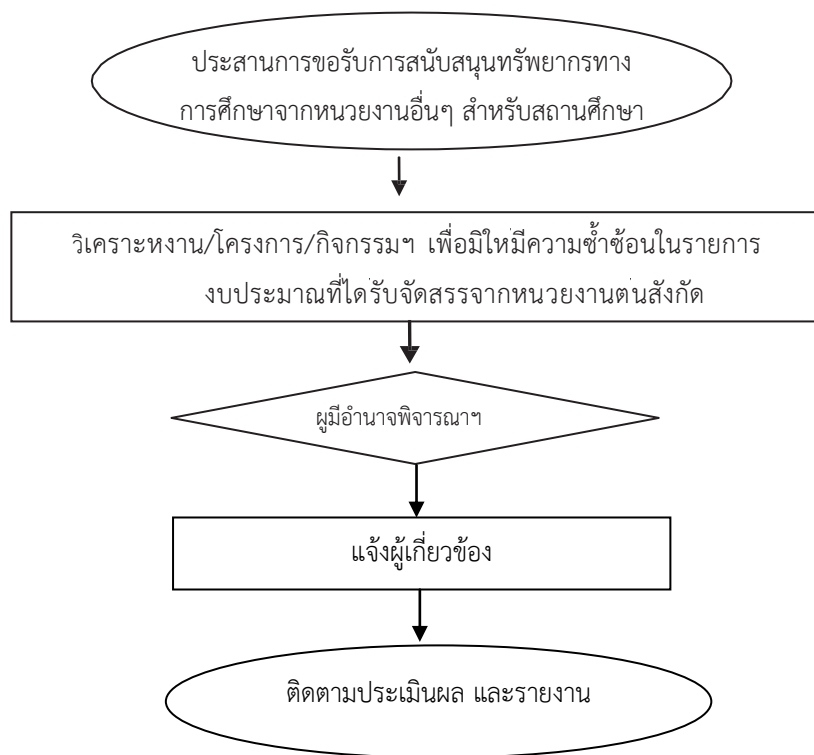 ประสานการขอรับการสนับสนุนทรัพยากรทาง
การศึกษาจากหนวยงานอื่นๆ สำหรับสถานศึกษา
วิเคราะหงาน/โครงการ/กิจกรรมฯ เพื่อมิใหมีความซ้ำซ้อนในรายการ
งบประมาณที่ไดรับจัดสรรจากหนวยงานตนสังกัด
ผูมีอำนาจพิจารณาฯ
แจ้งผู้เกี่ยวข้อง
ติดตามประเมินผล และรายงาน